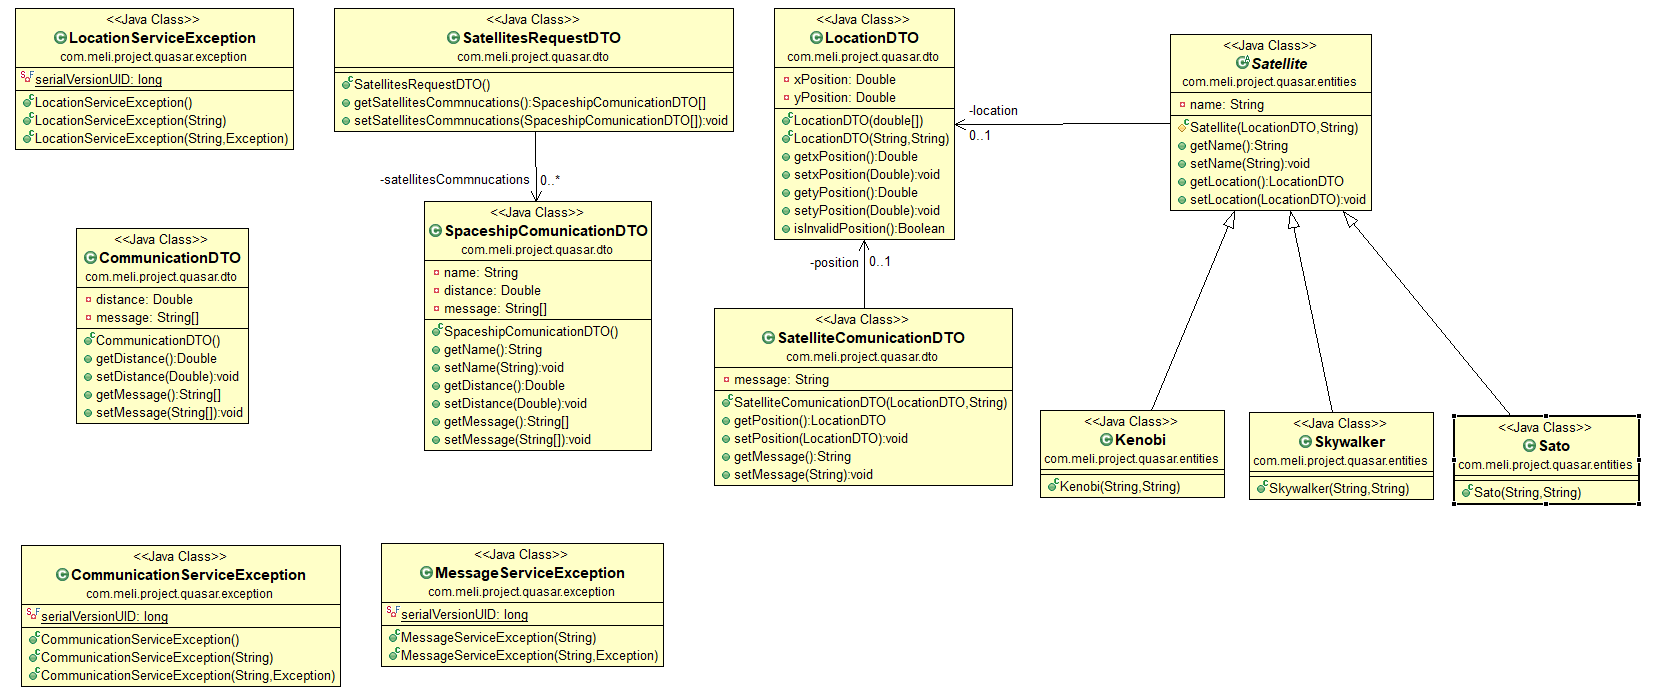 <<Java Class>>
LocationServiceException
com.meli.project.quasar.exception
serialVersionUID: long
LocationServiceException()
LocationServiceException(String)
LocationServiceException(String,Exception)
<<Java Class>>
SatellitesRequestDTO
com.meli.project.quasar.dto
SatellitesRequestDTO()
getSatellitesCommnucations():SpaceshipComunicationDTO[]
setSatellitesCommnucations(SpaceshipComunicationDTO[]):void
<<Java Class>>
LocationDTO
com.meli.project.quasar.dto
xPosition: Double
yPosition: Double
LocationDTO(double[])
LocationDTO(String,String)
getxPosition():Double
setxPosition(Double):void
getyPosition():Double
setyPosition(Double):void
isInvalidPosition():Boolean
<<Java Class>>
Satellite
com.meli.project.quasar.entities
name: String
Satellite(LocationDTO,String)
getName():String
setName(String):void
getLocation():LocationDTO
setLocation(LocationDTO):void
-location
0..1
-satellitesCommnucations
0..*
<<Java Class>>
CommunicationDTO
com.meli.project.quasar.dto
distance: Double
message: String[]
CommunicationDTO()
getDistance():Double
setDistance(Double):void
getMessage():String[]
setMessage(String[]):void
<<Java Class>>
SpaceshipComunicationDTO
com.meli.project.quasar.dto
name: String
distance: Double
message: String[]
SpaceshipComunicationDTO()
getName():String
setName(String):void
getDistance():Double
setDistance(Double):void
getMessage():String[]
setMessage(String[]):void
-position
0..1
<<Java Class>>
SatelliteComunicationDTO
com.meli.project.quasar.dto
message: String
SatelliteComunicationDTO(LocationDTO,String)
getPosition():LocationDTO
setPosition(LocationDTO):void
getMessage():String
setMessage(String):void
<<Java Class>>
Kenobi
com.meli.project.quasar.entities
Kenobi(String,String)
<<Java Class>>
Skywalker
com.meli.project.quasar.entities
Skywalker(String,String)
<<Java Class>>
Sato
com.meli.project.quasar.entities
Sato(String,String)
<<Java Class>>
CommunicationServiceException
com.meli.project.quasar.exception
serialVersionUID: long
CommunicationServiceException()
CommunicationServiceException(String)
CommunicationServiceException(String,Exception)
<<Java Class>>
MessageServiceException
com.meli.project.quasar.exception
serialVersionUID: long
MessageServiceException(String)
MessageServiceException(String,Exception)